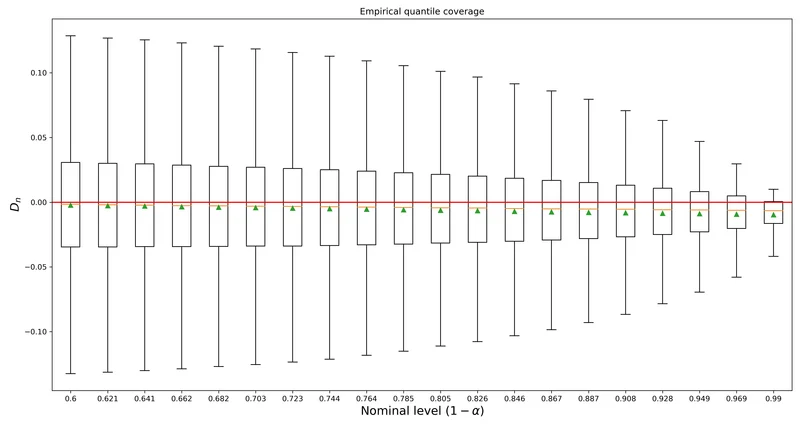 Empirical quantile coverage
0.10
0.05
0.00
−0.05
−0.10
D_n
0.6 0.621 0.641 0.662 0.682 0.703 0.723 0.744 0.764 0.785 0.805 0.826 0.846 0.867 0.887 0.908 0.928 0.949 0.969 0.99
Nominal level (1 − α)